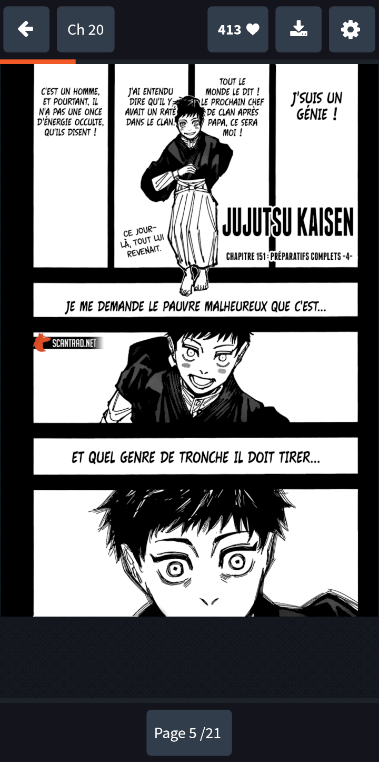 Ch 20
413
C'EST UN HOMME,
ET POURTANT, IL
N'A PAS UNE ONCE
D'ÉNERGIE OCCULTE,
QU'ILS DISENT !
J'AI ENTENDU
DIRE QU'IL Y
AVAIT UN RATÉ
DANS LE CLAN.
TOUT LE
MONDE LE DIT !
LE PROCHAIN CHEF
DE CLAN APRÈS
PAPA, CE SERA
MOI !
J'SUIS UN
GÉNIE !
CE JOUR-
LÀ, TOUT LUI
REVENAIT.
JUJUTSU KAISEN
CHAPITRE 151 : PRÉPARATIFS COMPLETS -4-
JE ME DEMANDE LE PAUVRE MALHEUREUX QUE C'EST...
SCANTRAD.NET
ET QUEL GENRE DE TRONCHE IL DOIT TIRER...
Page 5 /21